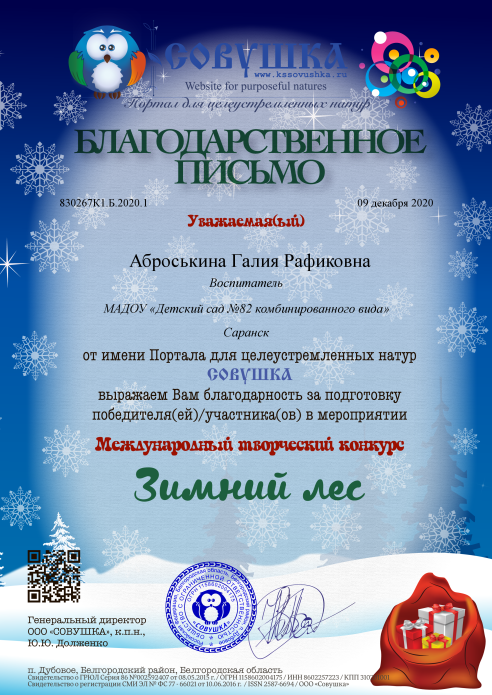 СОВУШКА
www.kssovushka.ru
Website for purposeful natures
Портал для целеустремленных натур
БЛАГОДАРСТВЕННОЕ
ПИСЬМО
830267К1.Б.2020.1 09 декабря 2020
Уважаемая(ый)
Аброськина Галия Рафиковна
Воспитатель
МАДОУ «Детский сад №82 комбинированного вида»
Саранск
от имени Портала для целеустремленных натур
СОВУШКА
выражаем Вам благодарность за подготовку
победителя(ей)/участника(ов) в мероприятии
Международный творческий конкурс
Зимний лес
Генеральный директор
ООО «СОВУШКА», к.п.н.,
Ю.Ю. Долженко
"СОВУШКА"
п. Дубовое, Белгородский район, Белгородская область
Свидетельство о ГРЮЛ Серия 86 №002592407 от 08.05.2015 г. / ОГРН 1158602004175 / ИНН 8602257223 / КПП
Свидетельство о регистрации СМИ ЭЛ № ФС 77 - 66021 от 10.06.2016 г. / ISSN 2587-6694 / ООО «Совушка»